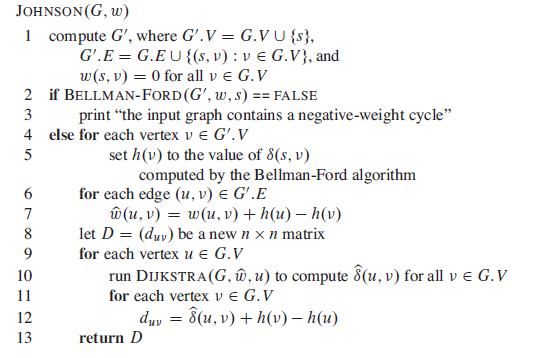 JOHNSON(G, w)
1 compute G′, where G′.V = G.V ∪ {s},
G′.E = G.E ∪ {(s, v) : v ∈ G.V}, and
w(s, v) = 0 for all v ∈ G.V
2 if BELLMAN-FORD(G′, w, s) == FALSE
3 print “the input graph contains a negative-weight cycle”
4 else for each vertex v ∈ G′.V
5 set h(v) to the value of δ(s, v)
computed by the Bellman-Ford algorithm
6 for each edge (u, v) ∈ G′.E
7 ŵ(u, v) = w(u, v) + h(u) − h(v)
8 let D = (d_uv) be a new n × n matrix
9 for each vertex u ∈ G.V
10 run DIJKSTRA(G, ŵ, u) to compute δ̂(u, v) for all v ∈ G.V
11 for each vertex v ∈ G.V
12 d_uv = δ̂(u, v) + h(v) − h(u)
13 return D